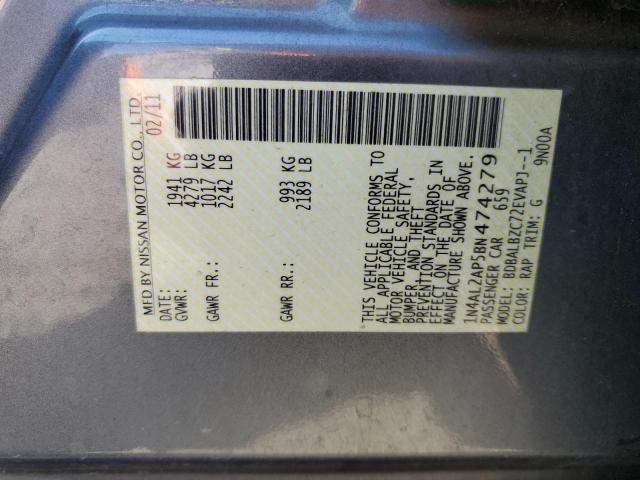 MFD BY NISSAN MOTOR CO., LTD.
DATE: 02/11
GVWR: 1941 KG
4279 LB
GAWR FR: 1017 KG
2242 LB
GAWR RR: 993 KG
2189 LB
THIS VEHICLE CONFORMS TO
ALL APPLICABLE FEDERAL
MOTOR VEHICLE SAFETY,
BUMPER, AND THEFT
PREVENTION STANDARDS IN
EFFECT ON THE DATE OF
MANUFACTURE SHOWN ABOVE.
1N4AL2AP5BN474279
PASSENGER CAR 659
MODEL: BDBALBZC72EVAPJ--1
COLOR: RAP TRIM: G 9N00A